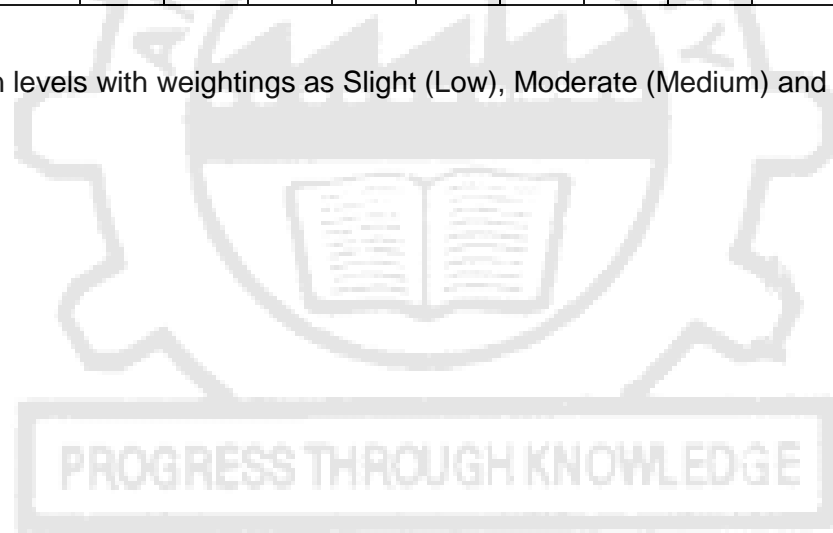 n levels with weightings as Slight (Low), Moderate (Medium) and
PROGRESS THROUGH KNOWLEDGE